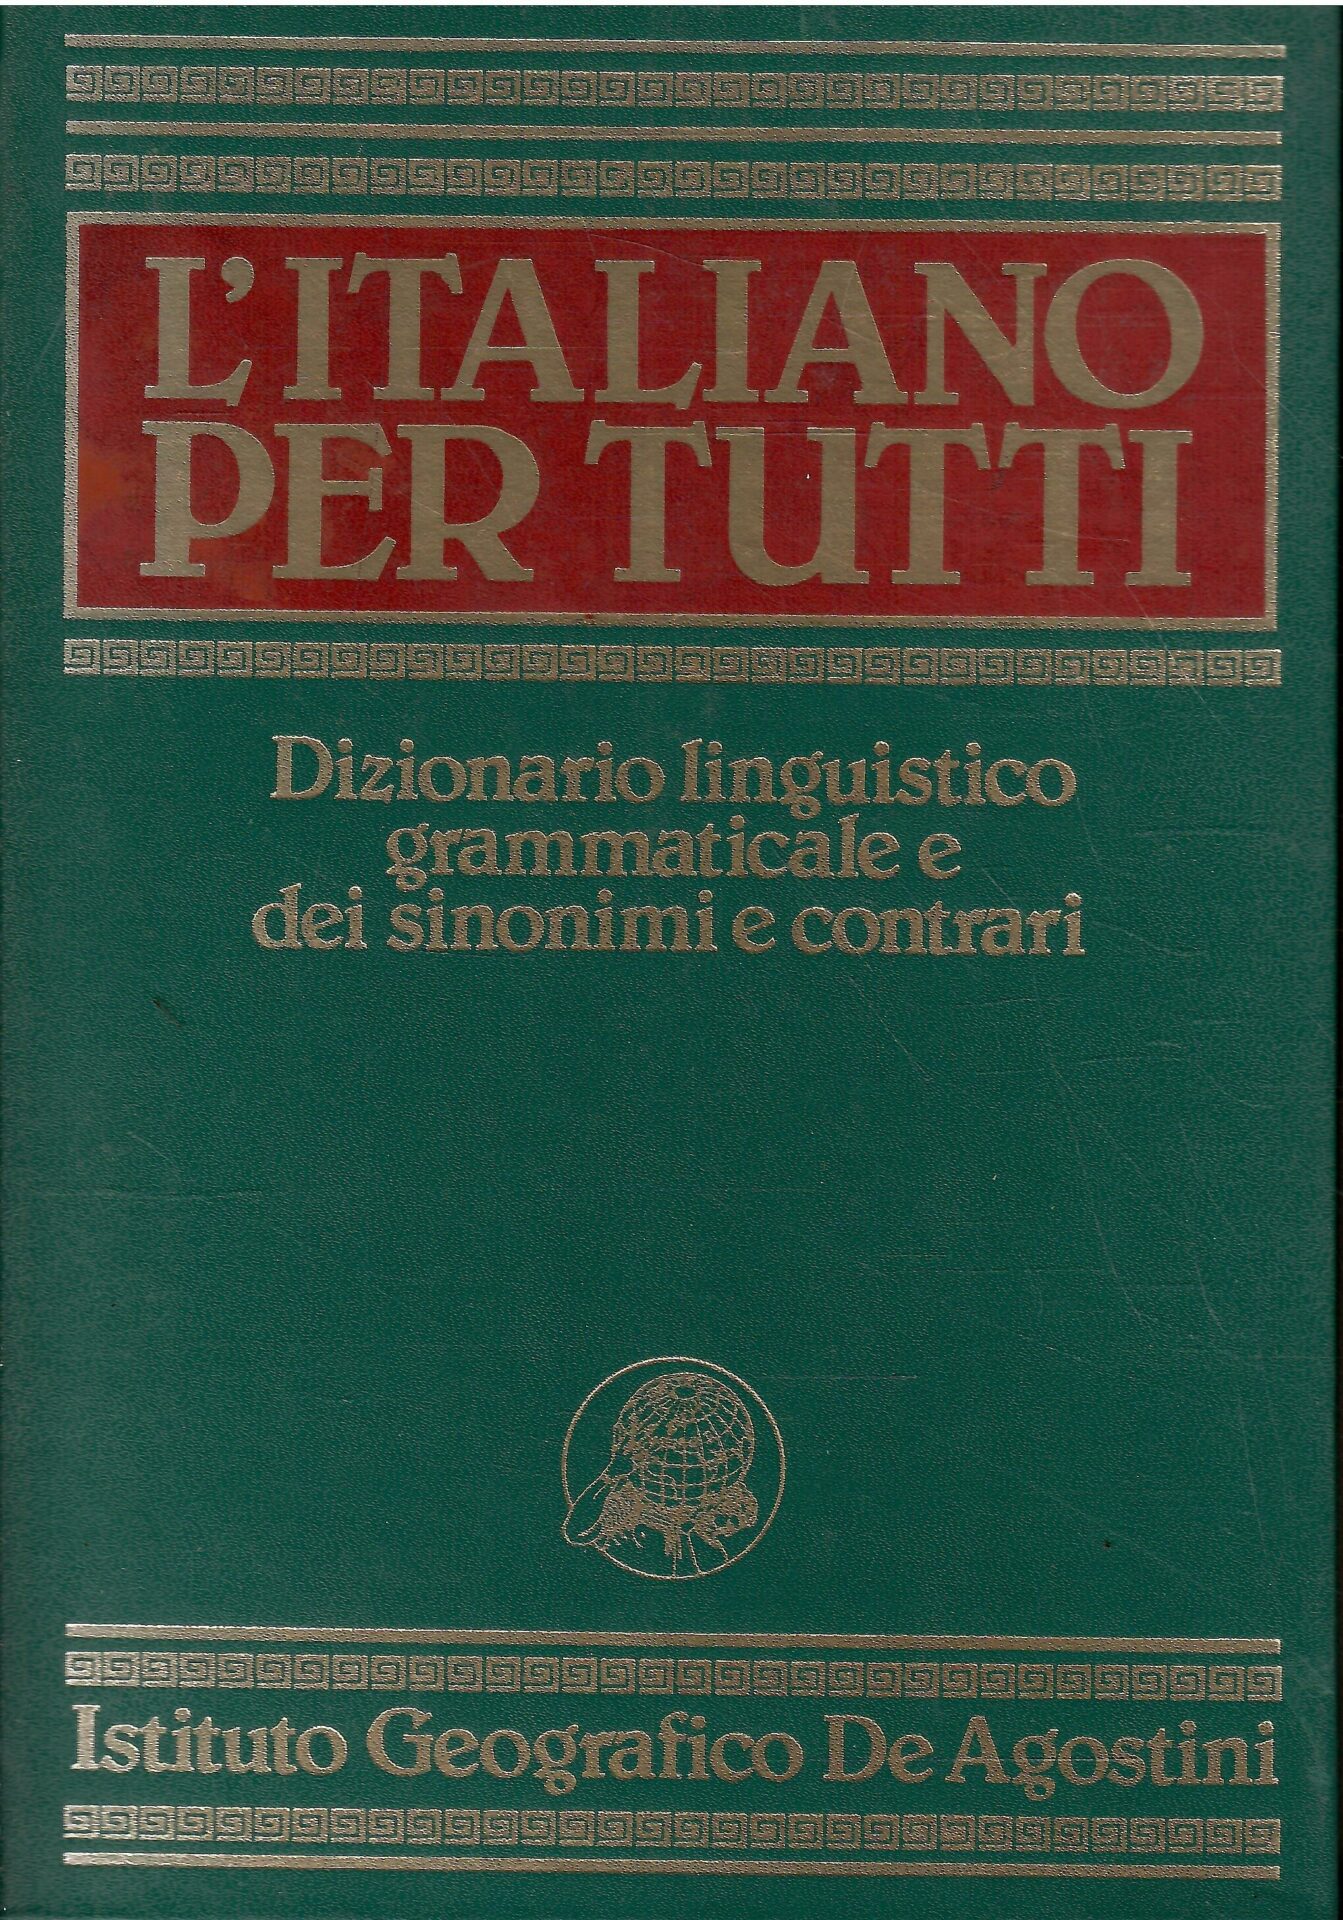 L'ITALIANO
PER TUTTI
Dizionario linguistico
grammaticale e
dei sinonimi e contrari
Istituto Geografico De Agostini